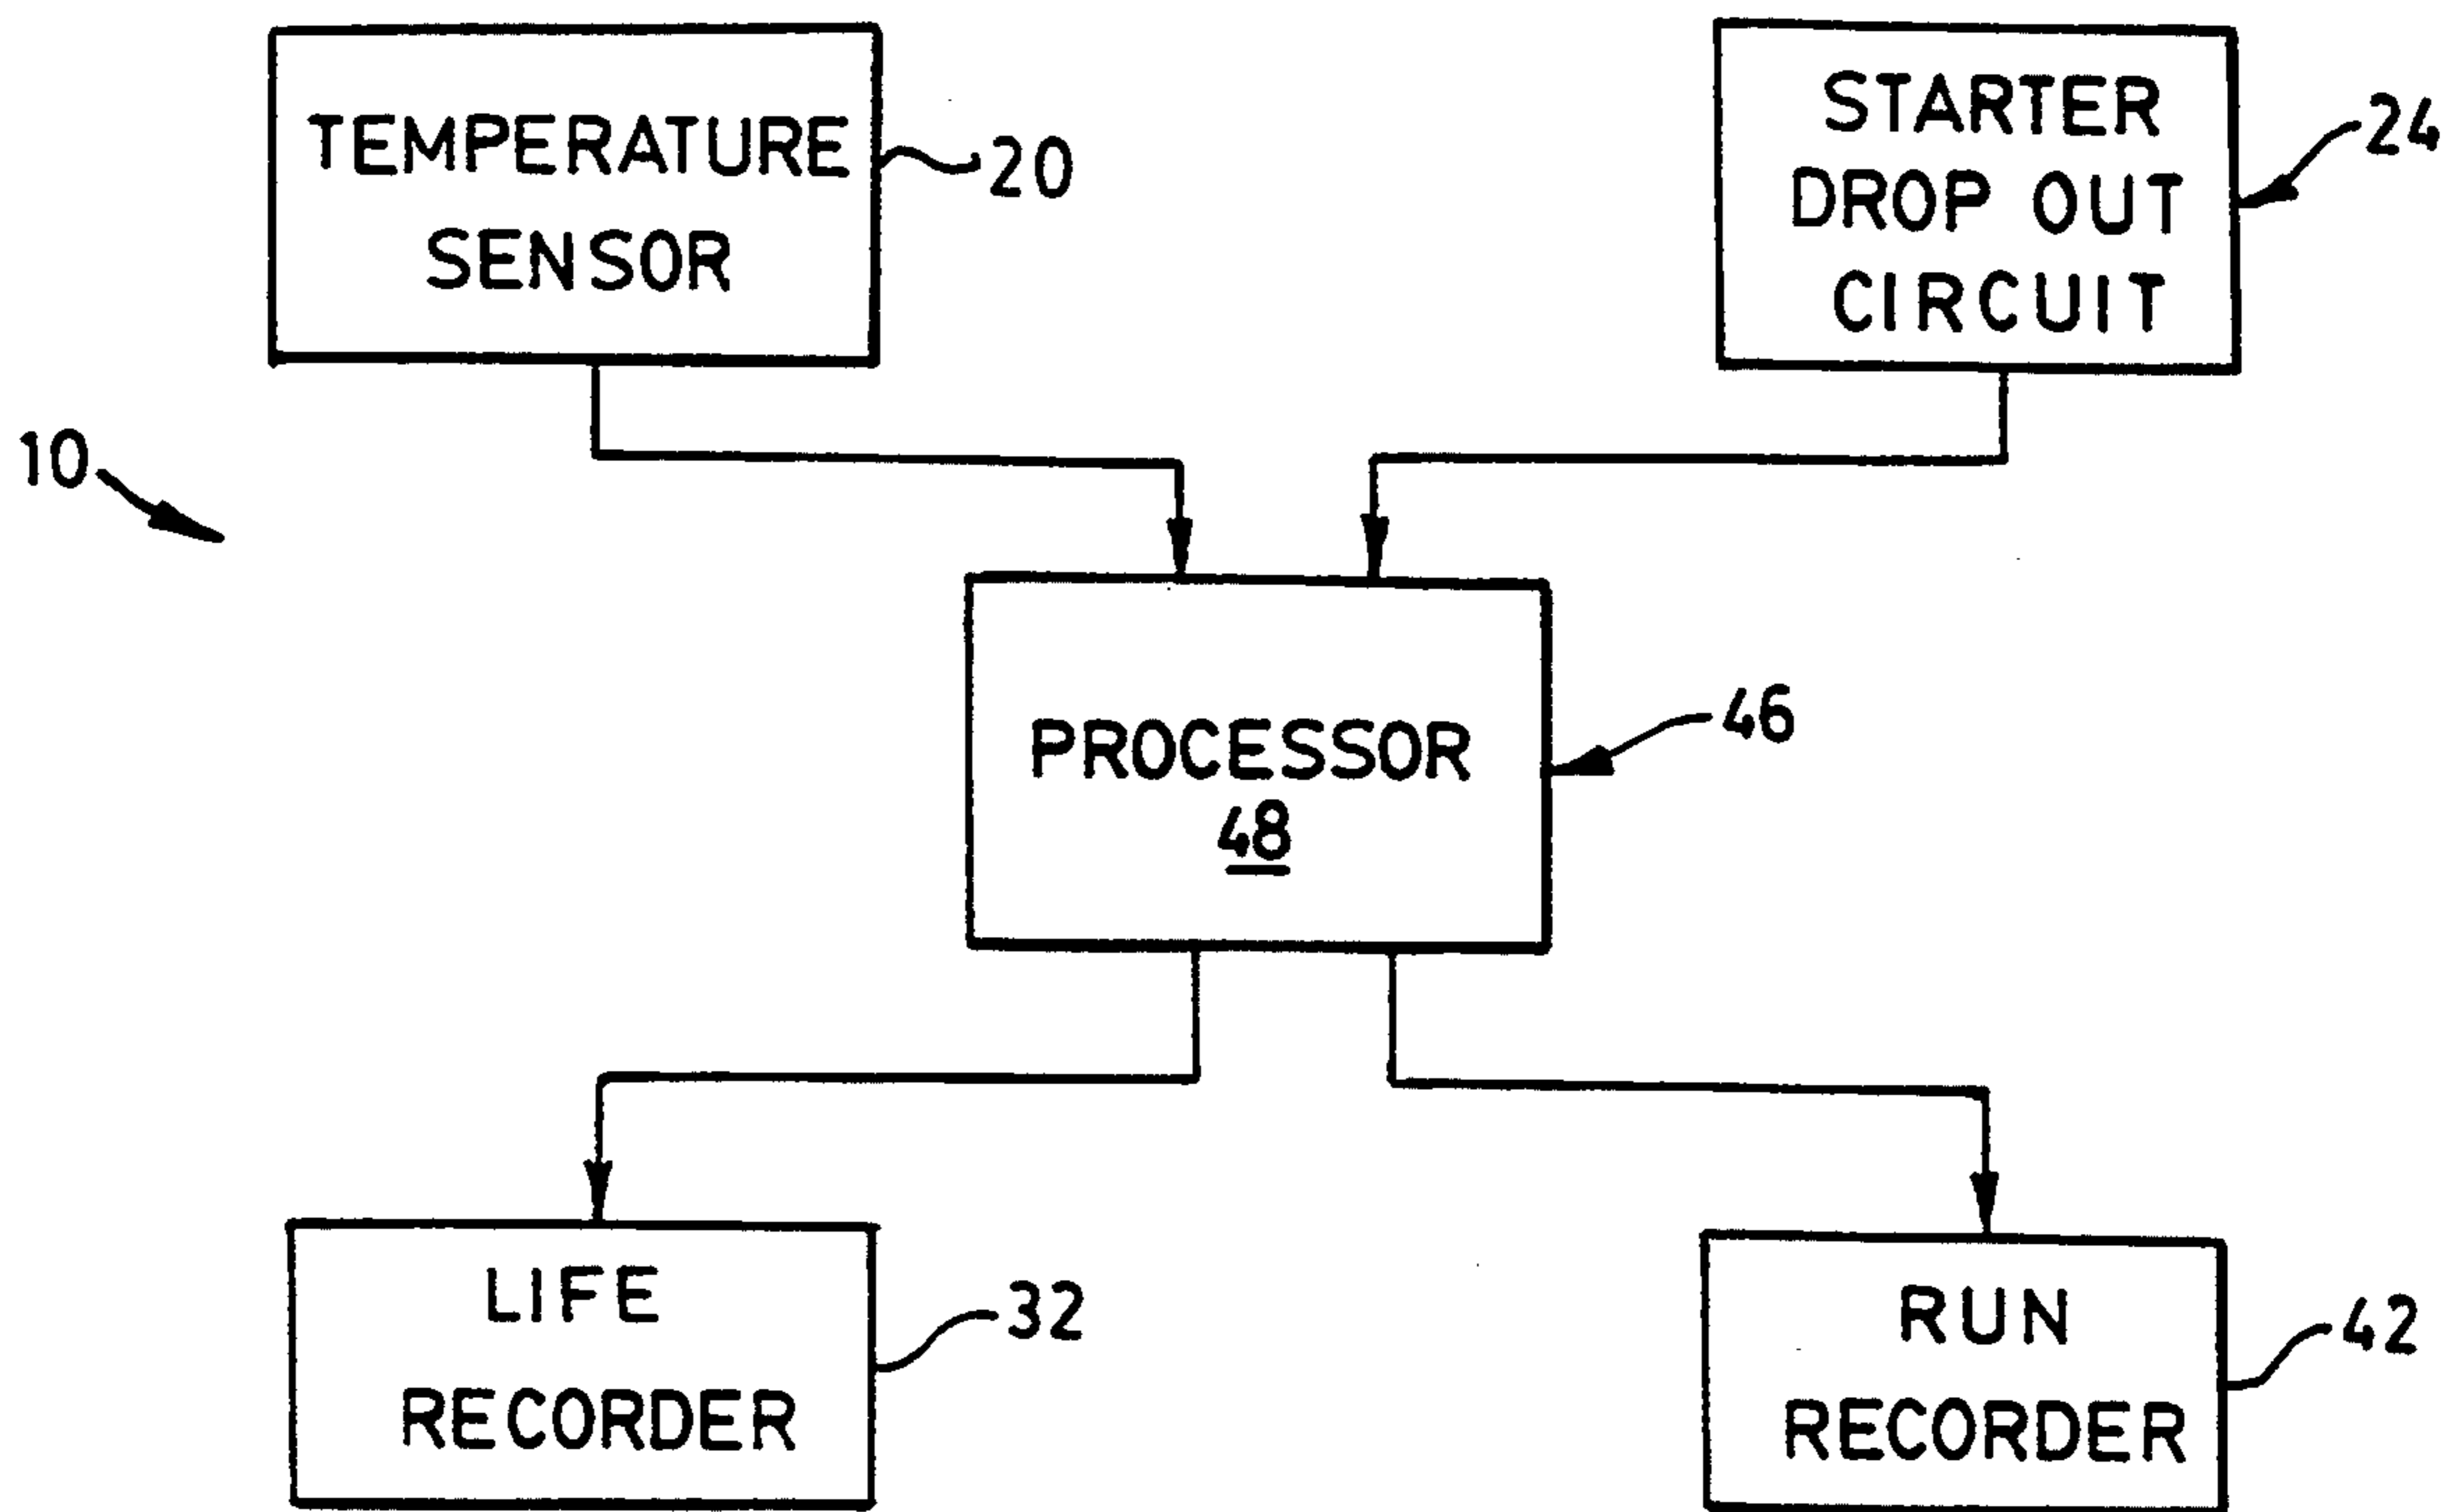 TEMPERATURE
SENSOR
20
STARTER
DROP OUT
CIRCUIT
24
10
PROCESSOR
48
46
LIFE
RECORDER
32
RUN
RECORDER
42